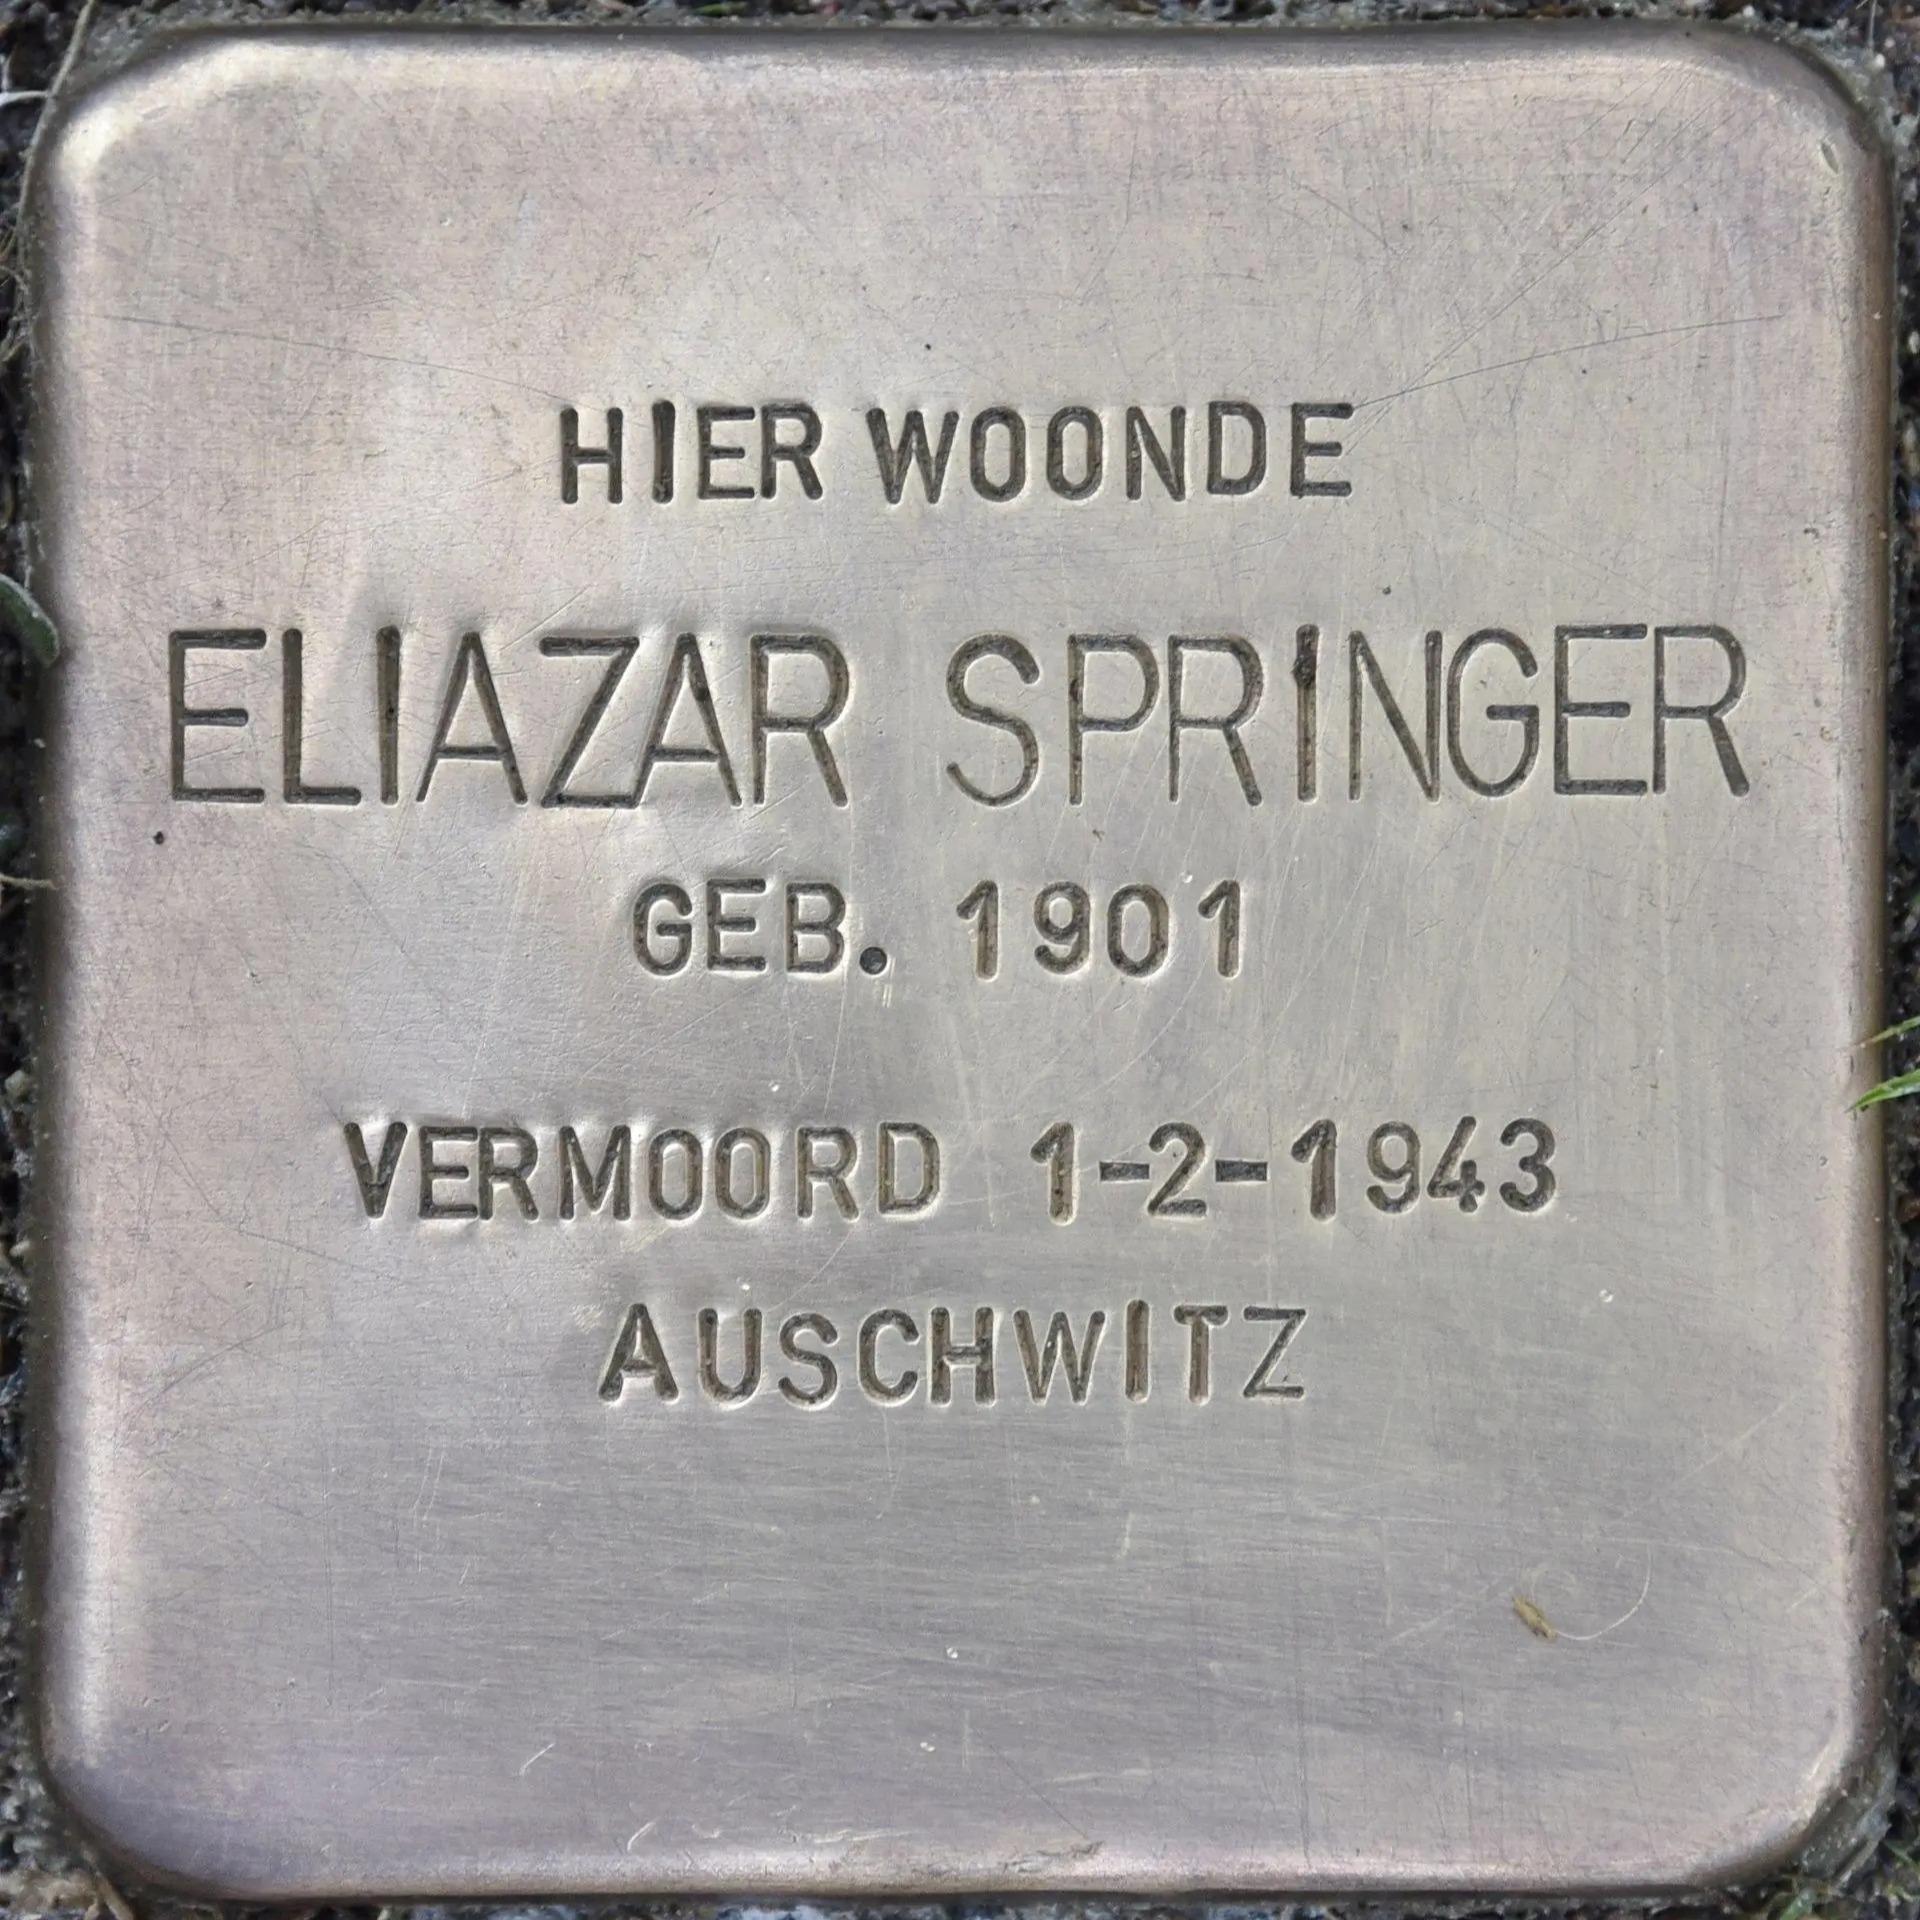 HIER WOONDE
ELIAZAR SPRINGER
GEB. 1901
VERMOORD 1-2-1943
AUSCHWITZ